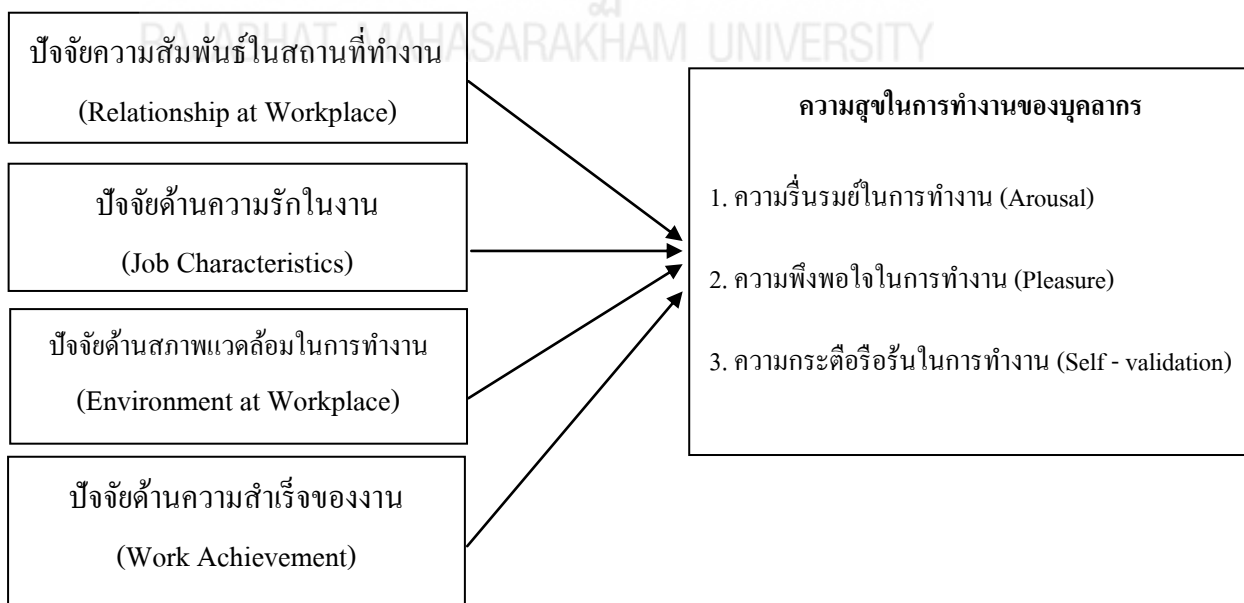 RAJABHAT MAHASARAKHAM UNIVERSITY
ปัจจัยความสัมพันธ์ในสถานที่ทำงาน
(Relationship at Workplace)
ปัจจัยด้านความรักในงาน
(Job Characteristics)
ปัจจัยด้านสภาพแวดล้อมในการทำงาน
(Environment at Workplace)
ปัจจัยด้านความสำเร็จของงาน
(Work Achievement)
ความสุขในการทำงานของบุคลากร
1. ความรื่นรมย์ในการทำงาน (Arousal)
2. ความพึงพอใจในการทำงาน (Pleasure)
3. ความกระตือรือร้นในการทำงาน (Self - validation)